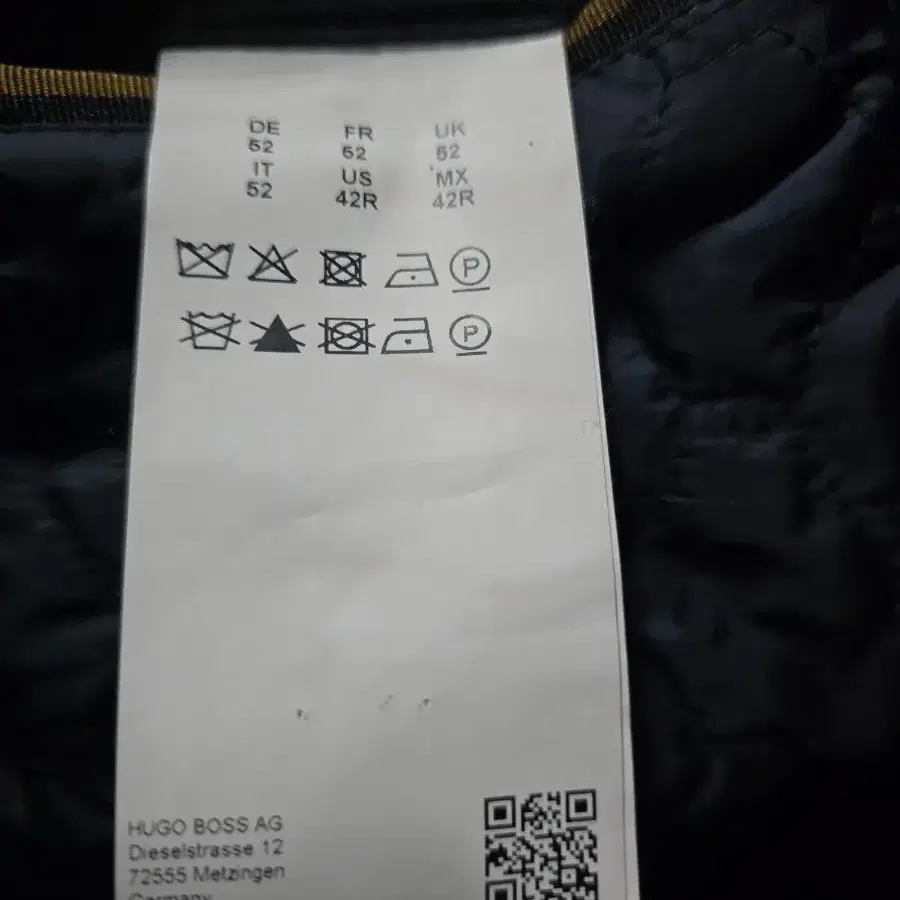 DE FR UK
52 52 52
IT US MX
52 42R 42R
P
P
HUGO BOSS AG
Dieselstrasse 12
72555 Metzingen
Germany